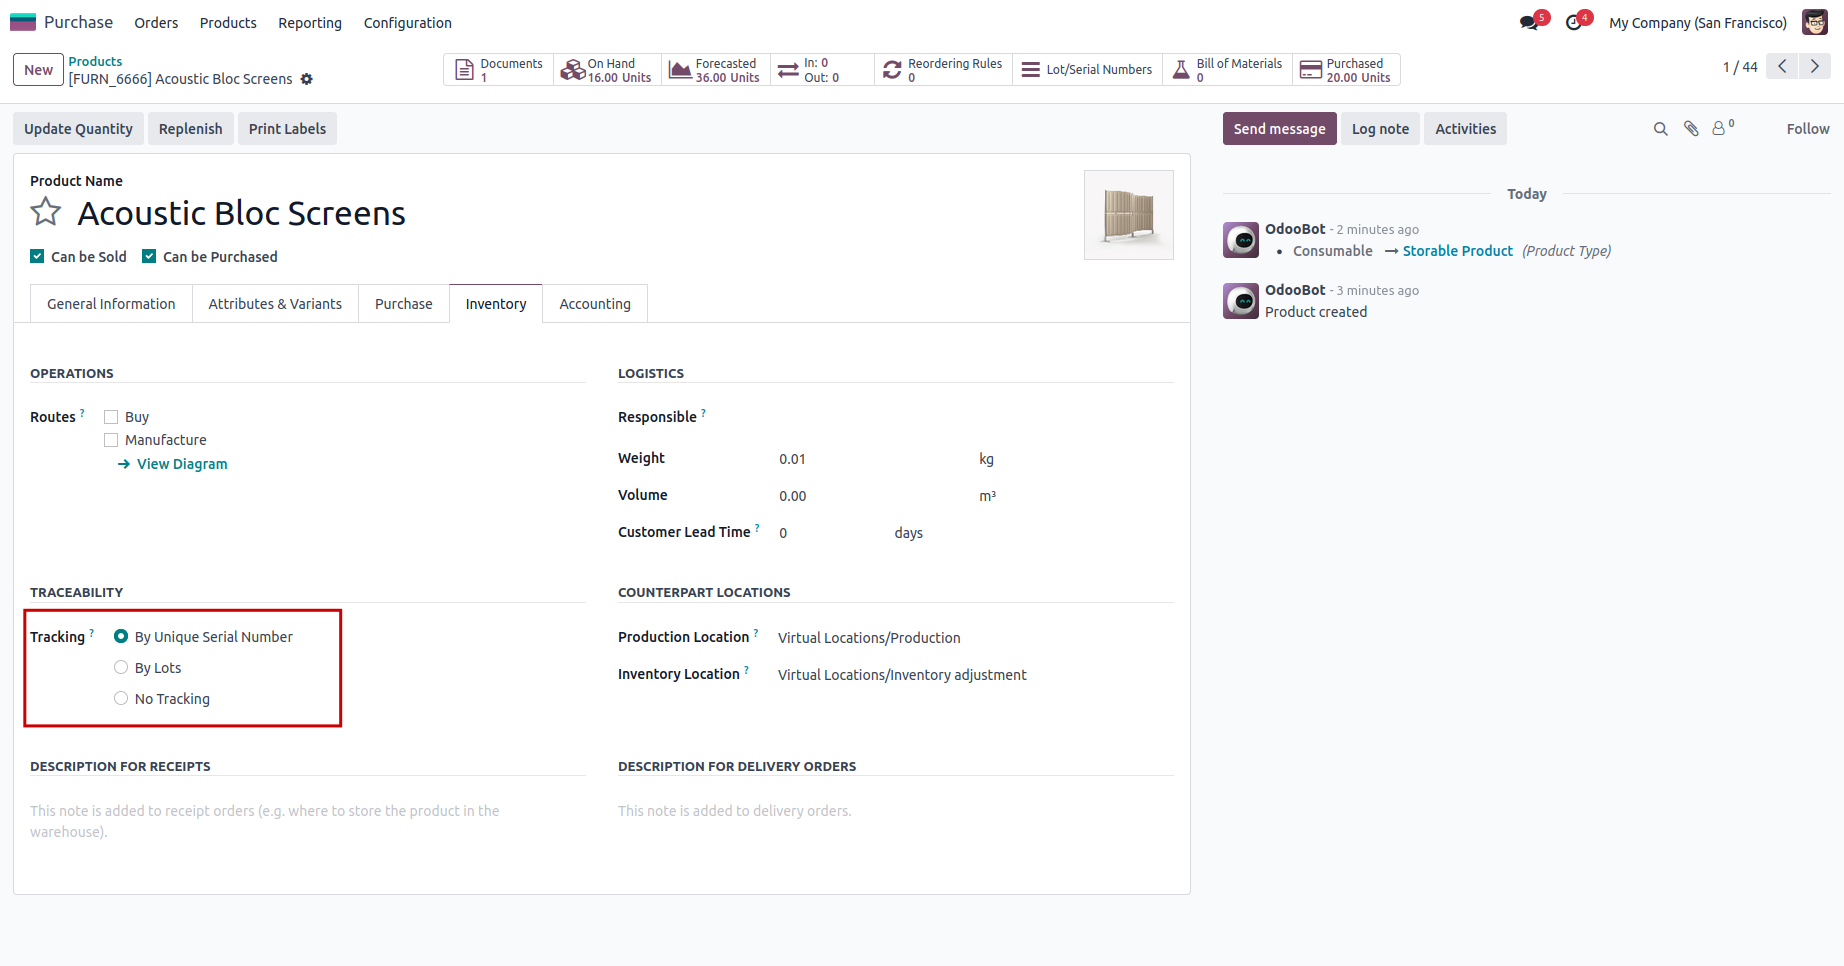 Purchase Orders Products Reporting Configuration
5 4 My Company (San Francisco)
New
Products
[FURN_6666] Acoustic Bloc Screens
Documents
1
On Hand
16.00 Units
Forecasted
36.00 Units
In: 0
Out: 0
Reordering Rules
0
Lot/Serial Numbers
Bill of Materials
0
Purchased
20.00 Units
1 / 44
Update Quantity Replenish Print Labels
Send message Log note Activities
0
Follow
Product Name
Acoustic Bloc Screens
Can be Sold Can be Purchased
General Information Attributes & Variants Purchase Inventory Accounting
OPERATIONS
Routes ?
Buy
Manufacture
View Diagram
LOGISTICS
Responsible ?
Weight 0.01 kg
Volume 0.00 m³
Customer Lead Time ? 0 days
TRACEABILITY
Tracking ? By Unique Serial Number
By Lots
No Tracking
COUNTERPART LOCATIONS
Production Location ? Virtual Locations/Production
Inventory Location ? Virtual Locations/Inventory adjustment
DESCRIPTION FOR RECEIPTS
This note is added to receipt orders (e.g. where to store the product in the
warehouse).
DESCRIPTION FOR DELIVERY ORDERS
This note is added to delivery orders.
Today
OdooBot - 2 minutes ago
• Consumable → Storable Product (Product Type)
OdooBot - 3 minutes ago
Product created